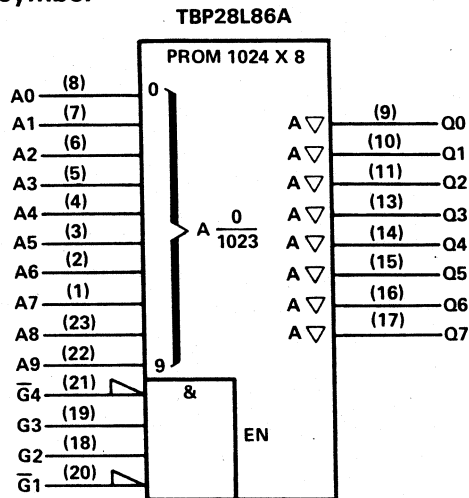 symbol
TBP28L86A
PROM 1024 X 8
A0 (8) 0
A1 (7)
A2 (6)
A3 (5)
A4 (4)
A5 (3)
A6 (2)
A7 (1)
A8 (23)
A9 (22) 9
A 0
1023
G̅4 (21)
G3 (19)
G2 (18)
G̅1 (20)
&
EN
A (9) Q0
A (10) Q1
A (11) Q2
A (13) Q3
A (14) Q4
A (15) Q5
A (16) Q6
A (17) Q7